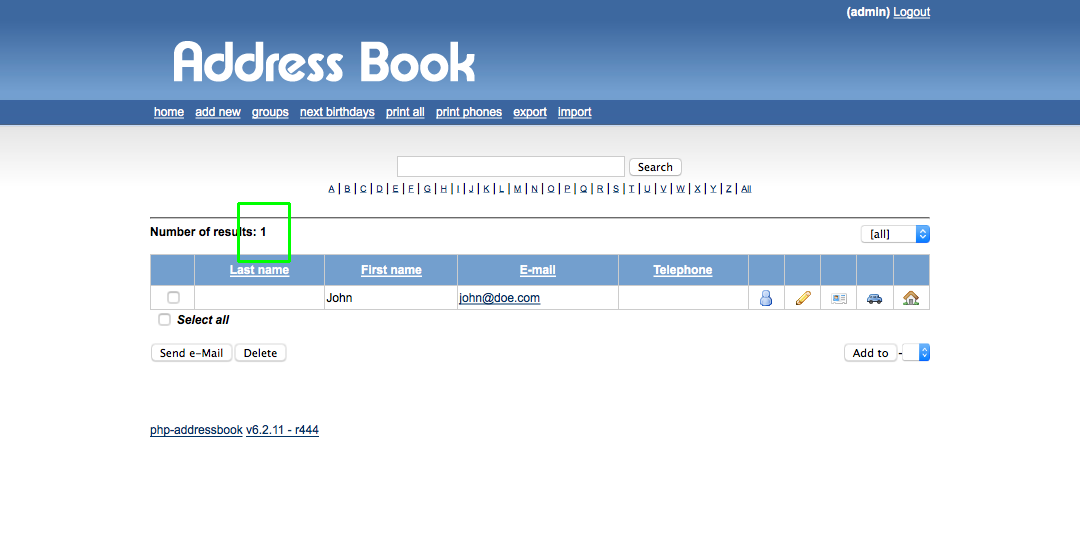 (admin) Logout
Address Book
home add new groups next birthdays print all print phones export import
Search
A | B | C | D | E | F | G | H | I | J | K | L | M | N | O | P | Q | R | S | T | U | V | W | X | Y | Z | All
Number of results: 1
[all]
Last name First name E-mail Telephone
John john@doe.com
Select all
Send e-Mail Delete Add to -
php-addressbook v6.2.11 - r444